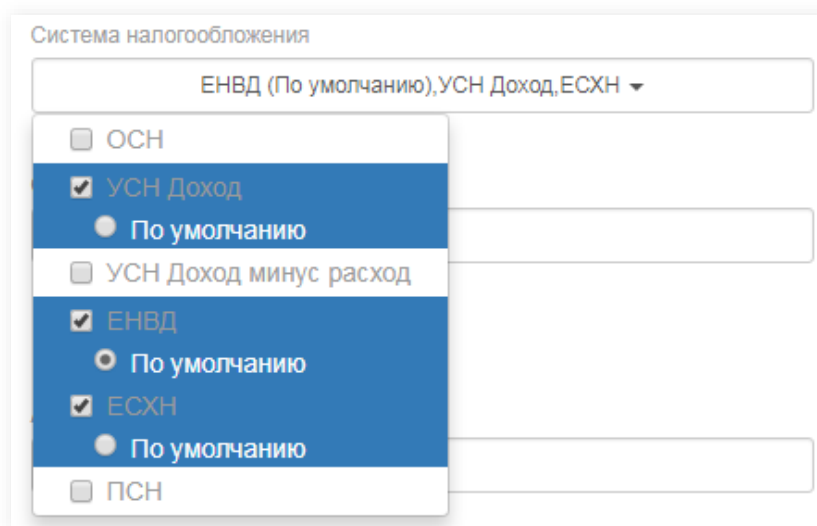 Система налогообложения
ЕНВД (По умолчанию),УСН Доход,ЕСХН
ОСН
УСН Доход
По умолчанию
УСН Доход минус расход
ЕНВД
По умолчанию
ЕСХН
По умолчанию
ПСН